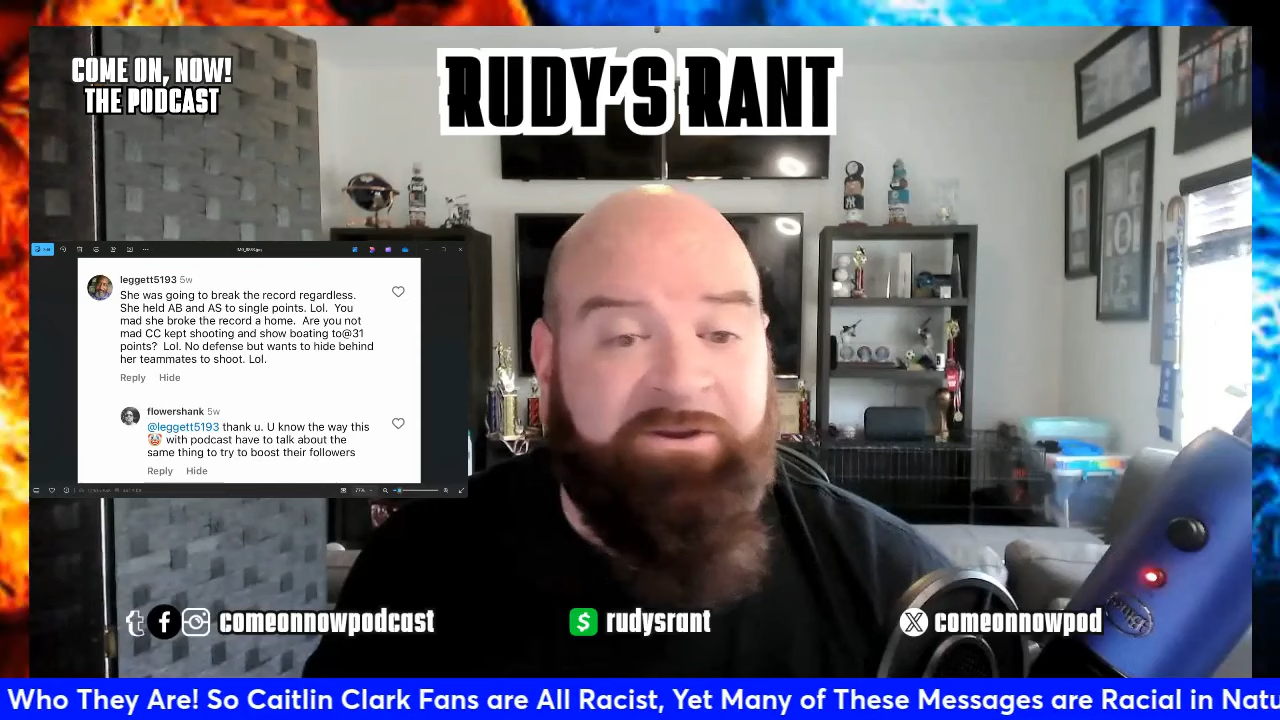 COME ON, NOW!
THE PODCAST
RUDY'S RANT
leggett5193 5w
She was going to break the record regardless.
She held AB and AS to single points. Lol. You
mad she broke the record a home. Are you not
mad CC kept shooting and show boating to@31
points? Lol. No defense but wants to hide behind
her teammates to shoot. Lol.
Reply Hide
flowershank 5w
@leggett5193 thank u. U know the way this
🤡 with podcast have to talk about the
same thing to try to boost their followers
Reply Hide
77%
comeonnowpodcast
rudysrant
comeonnowpod
Blue
Who They Are! So Caitlin Clark Fans are All Racist, Yet Many of These Messages are Racial in Natu